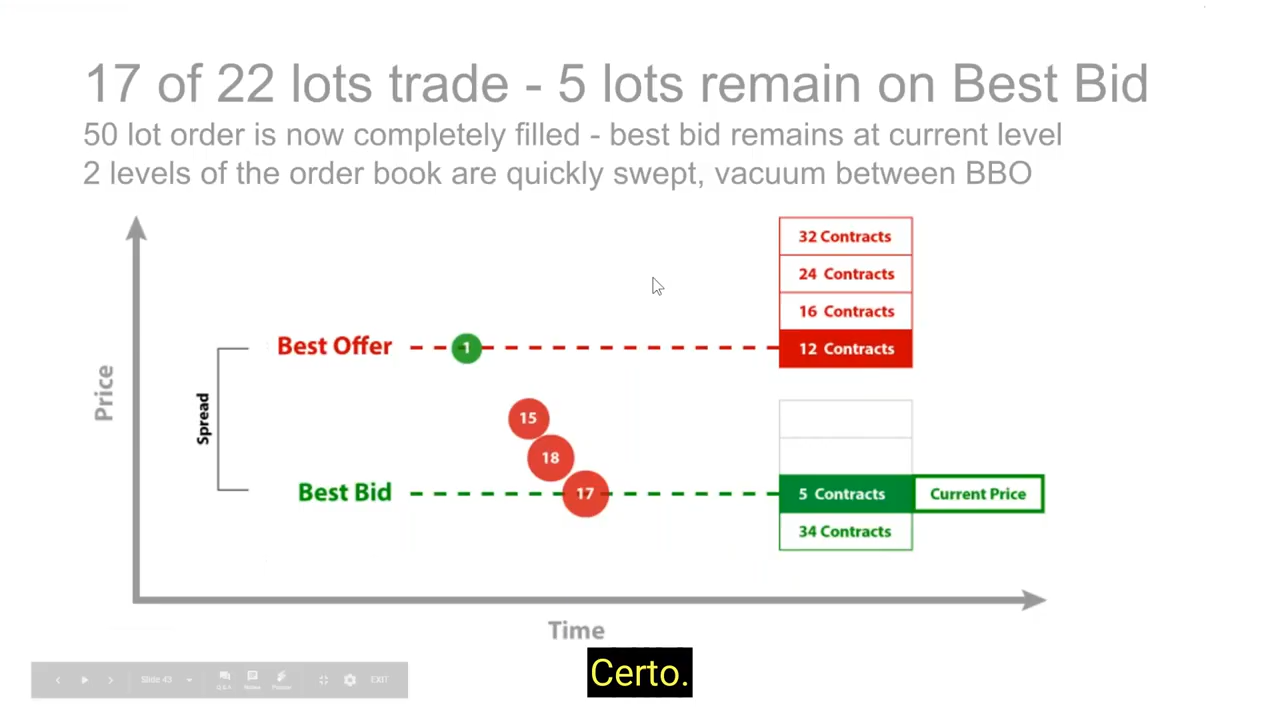 17 of 22 lots trade - 5 lots remain on Best Bid
50 lot order is now completely filled - best bid remains at current level
2 levels of the order book are quickly swept, vacuum between BBO
32 Contracts
24 Contracts
16 Contracts
Best Offer
1
12 Contracts
Price
Spread
15
18
Best Bid
17
5 Contracts
Current Price
34 Contracts
Time
Slide 43
Q&A
Notes
Pointer
EXIT
Certo.